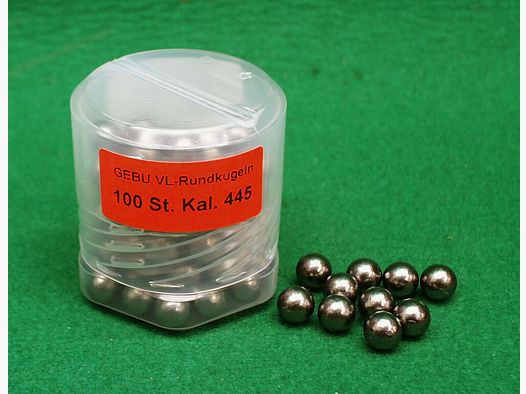 GEBU VL-Rundkugeln
100 St. Kal. 445